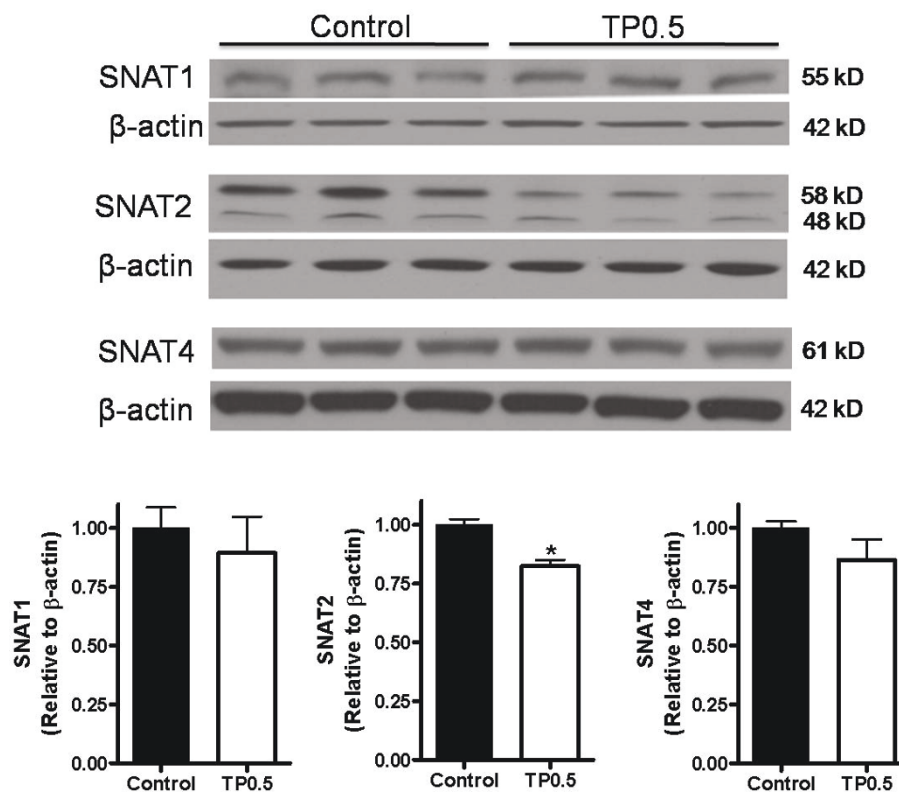 Control TP0.5
SNAT1 55 kD
β-actin 42 kD
SNAT2 58 kD
48 kD
β-actin 42 kD
SNAT4 61 kD
β-actin 42 kD
SNAT1
(Relative to β-actin)
1.00
0.75
0.50
0.25
0.00
Control TP0.5
SNAT2
(Relative to β-actin)
1.00
0.75
0.50
0.25
0.00
*
Control TP0.5
SNAT4
(Relative to β-actin)
1.00
0.75
0.50
0.25
0.00
Control TP0.5